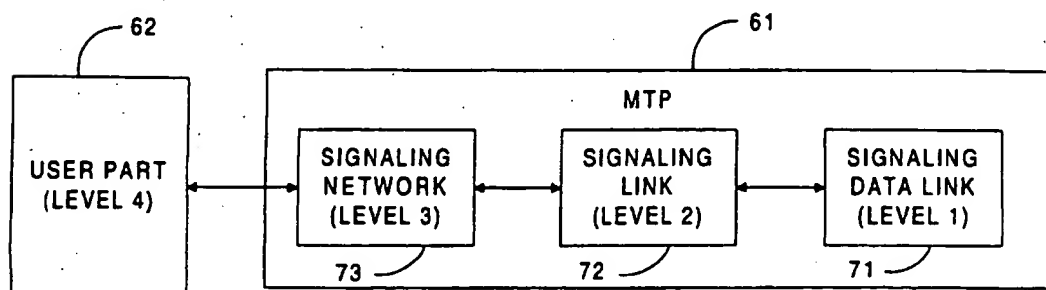 62
61
MTP
USER PART
(LEVEL 4)
SIGNALING
NETWORK
(LEVEL 3)
SIGNALING
LINK
(LEVEL 2)
SIGNALING
DATA LINK
(LEVEL 1)
73
72
71